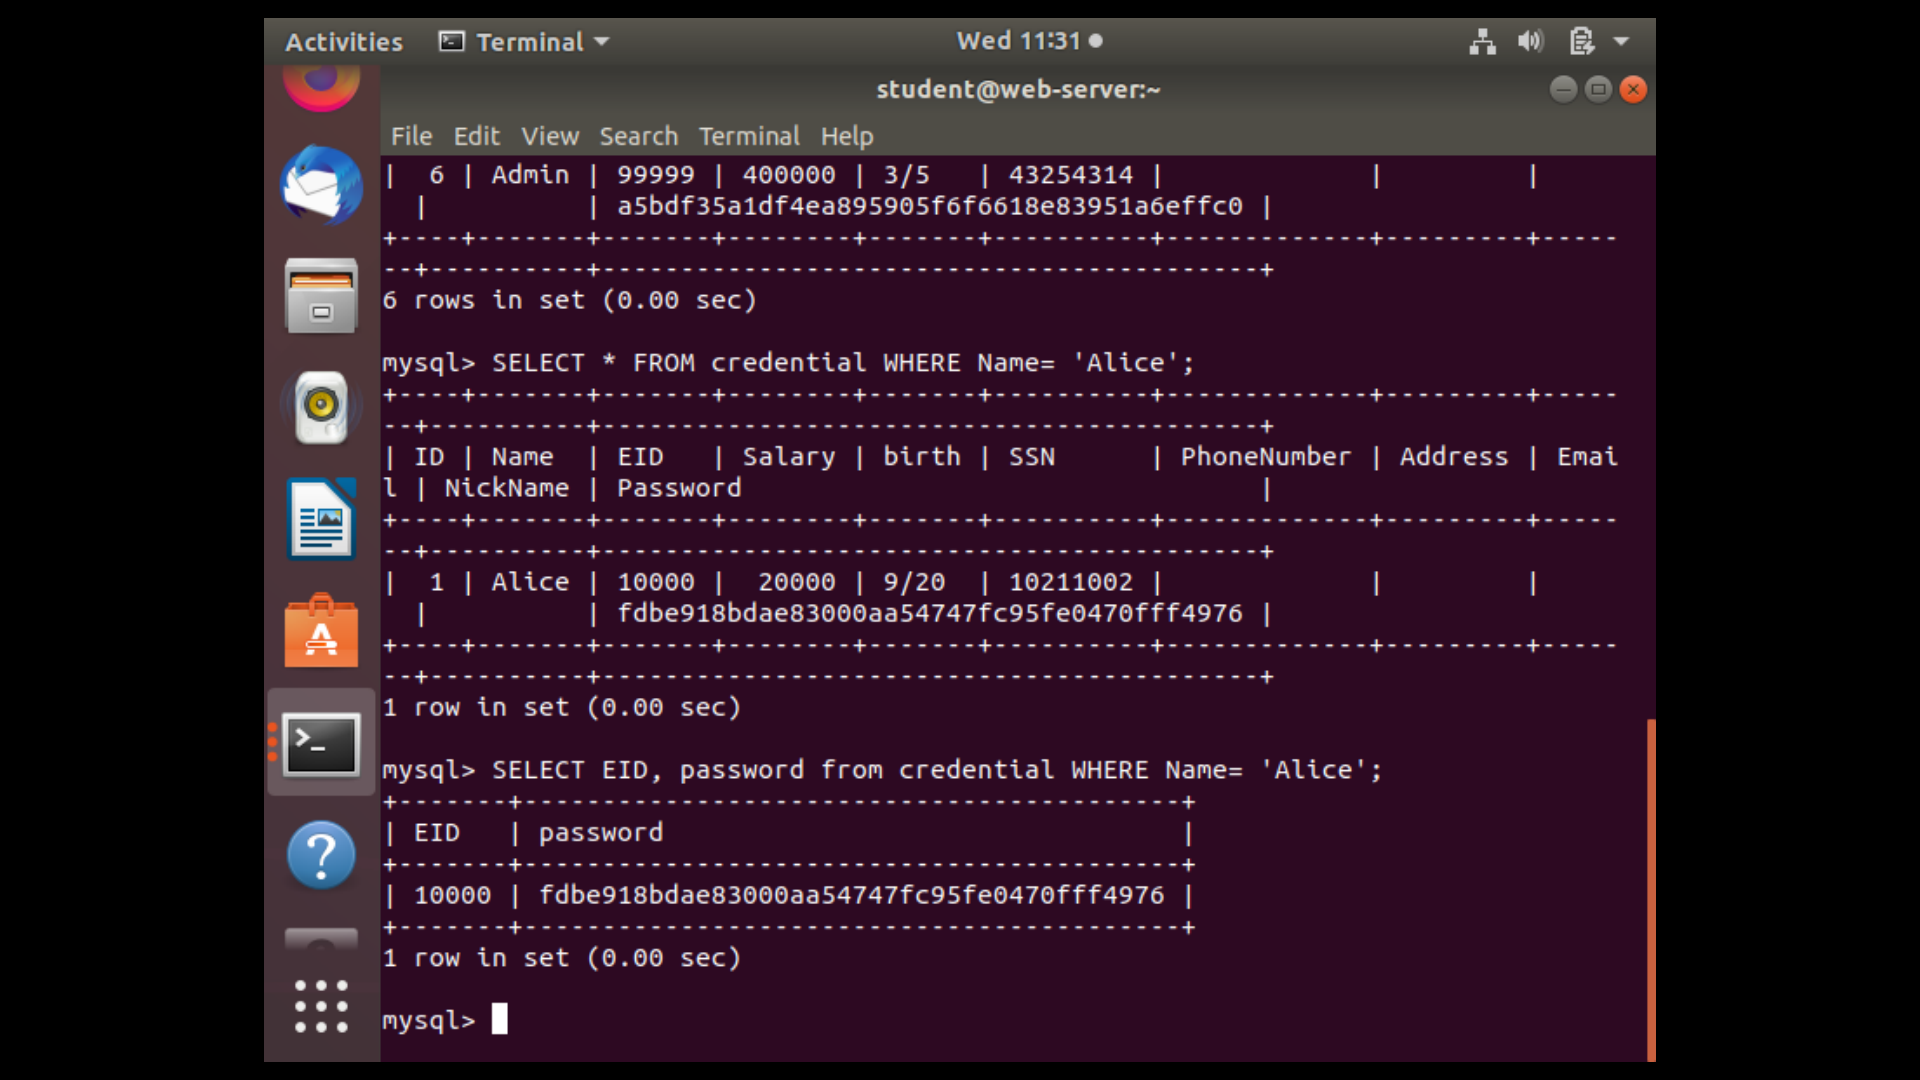 Activities Terminal Wed 11:31
student@web-server:~
File Edit View Search Terminal Help
|  6 | Admin | 99999 | 400000 | 3/5   | 43254314 |             |         |
  |          | a5bdf35a1df4ea895905f6f6618e83951a6effc0 |
+----+-------+-------+--------+-------+----------+-------------+---------+-----
--+----------+------------------------------------------+
6 rows in set (0.00 sec)
mysql> SELECT * FROM credential WHERE Name= 'Alice';
+----+-------+-------+--------+-------+----------+-------------+---------+-----
--+----------+------------------------------------------+
| ID | Name  | EID   | Salary | birth | SSN      | PhoneNumber | Address | Emai
l | NickName | Password                                 |
+----+-------+-------+--------+-------+----------+-------------+---------+-----
--+----------+------------------------------------------+
|  1 | Alice | 10000 |  20000 | 9/20  | 10211002 |             |         |
  |          | fdbe918bdae83000aa54747fc95fe0470fff4976 |
+----+-------+-------+--------+-------+----------+-------------+---------+-----
--+----------+------------------------------------------+
1 row in set (0.00 sec)
mysql> SELECT EID, password from credential WHERE Name= 'Alice';
+-------+------------------------------------------+
| EID   | password                                 |
+-------+------------------------------------------+
| 10000 | fdbe918bdae83000aa54747fc95fe0470fff4976 |
+-------+------------------------------------------+
1 row in set (0.00 sec)
mysql>